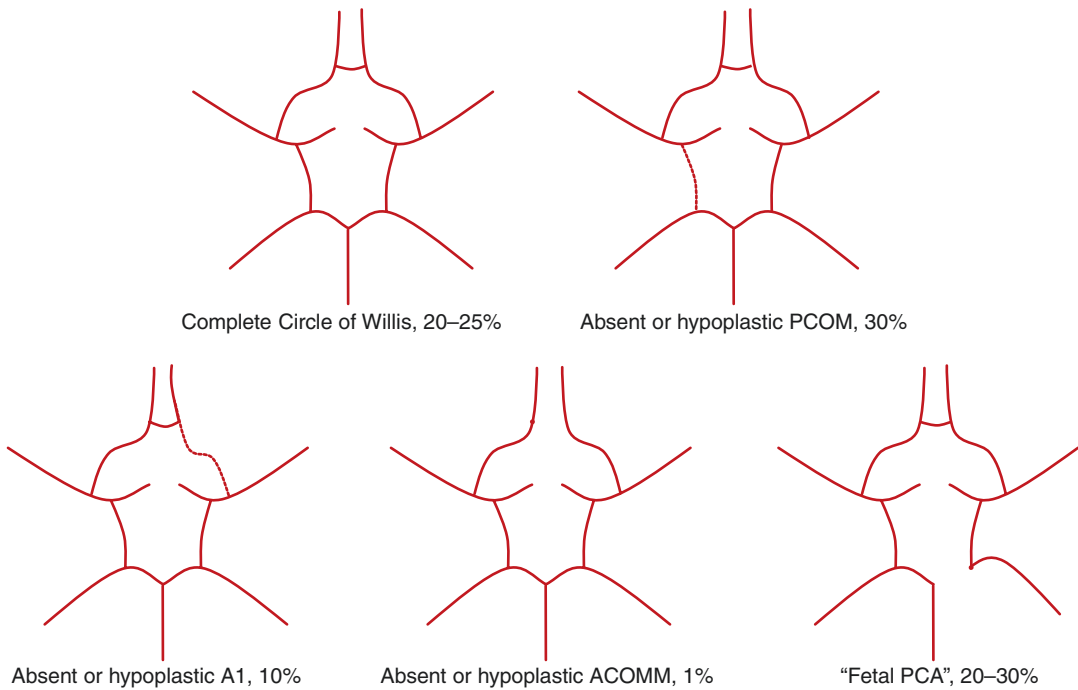 Complete Circle of Willis, 20–25%
Absent or hypoplastic PCOM, 30%
Absent or hypoplastic A1, 10%
Absent or hypoplastic ACOMM, 1%
“Fetal PCA”, 20–30%